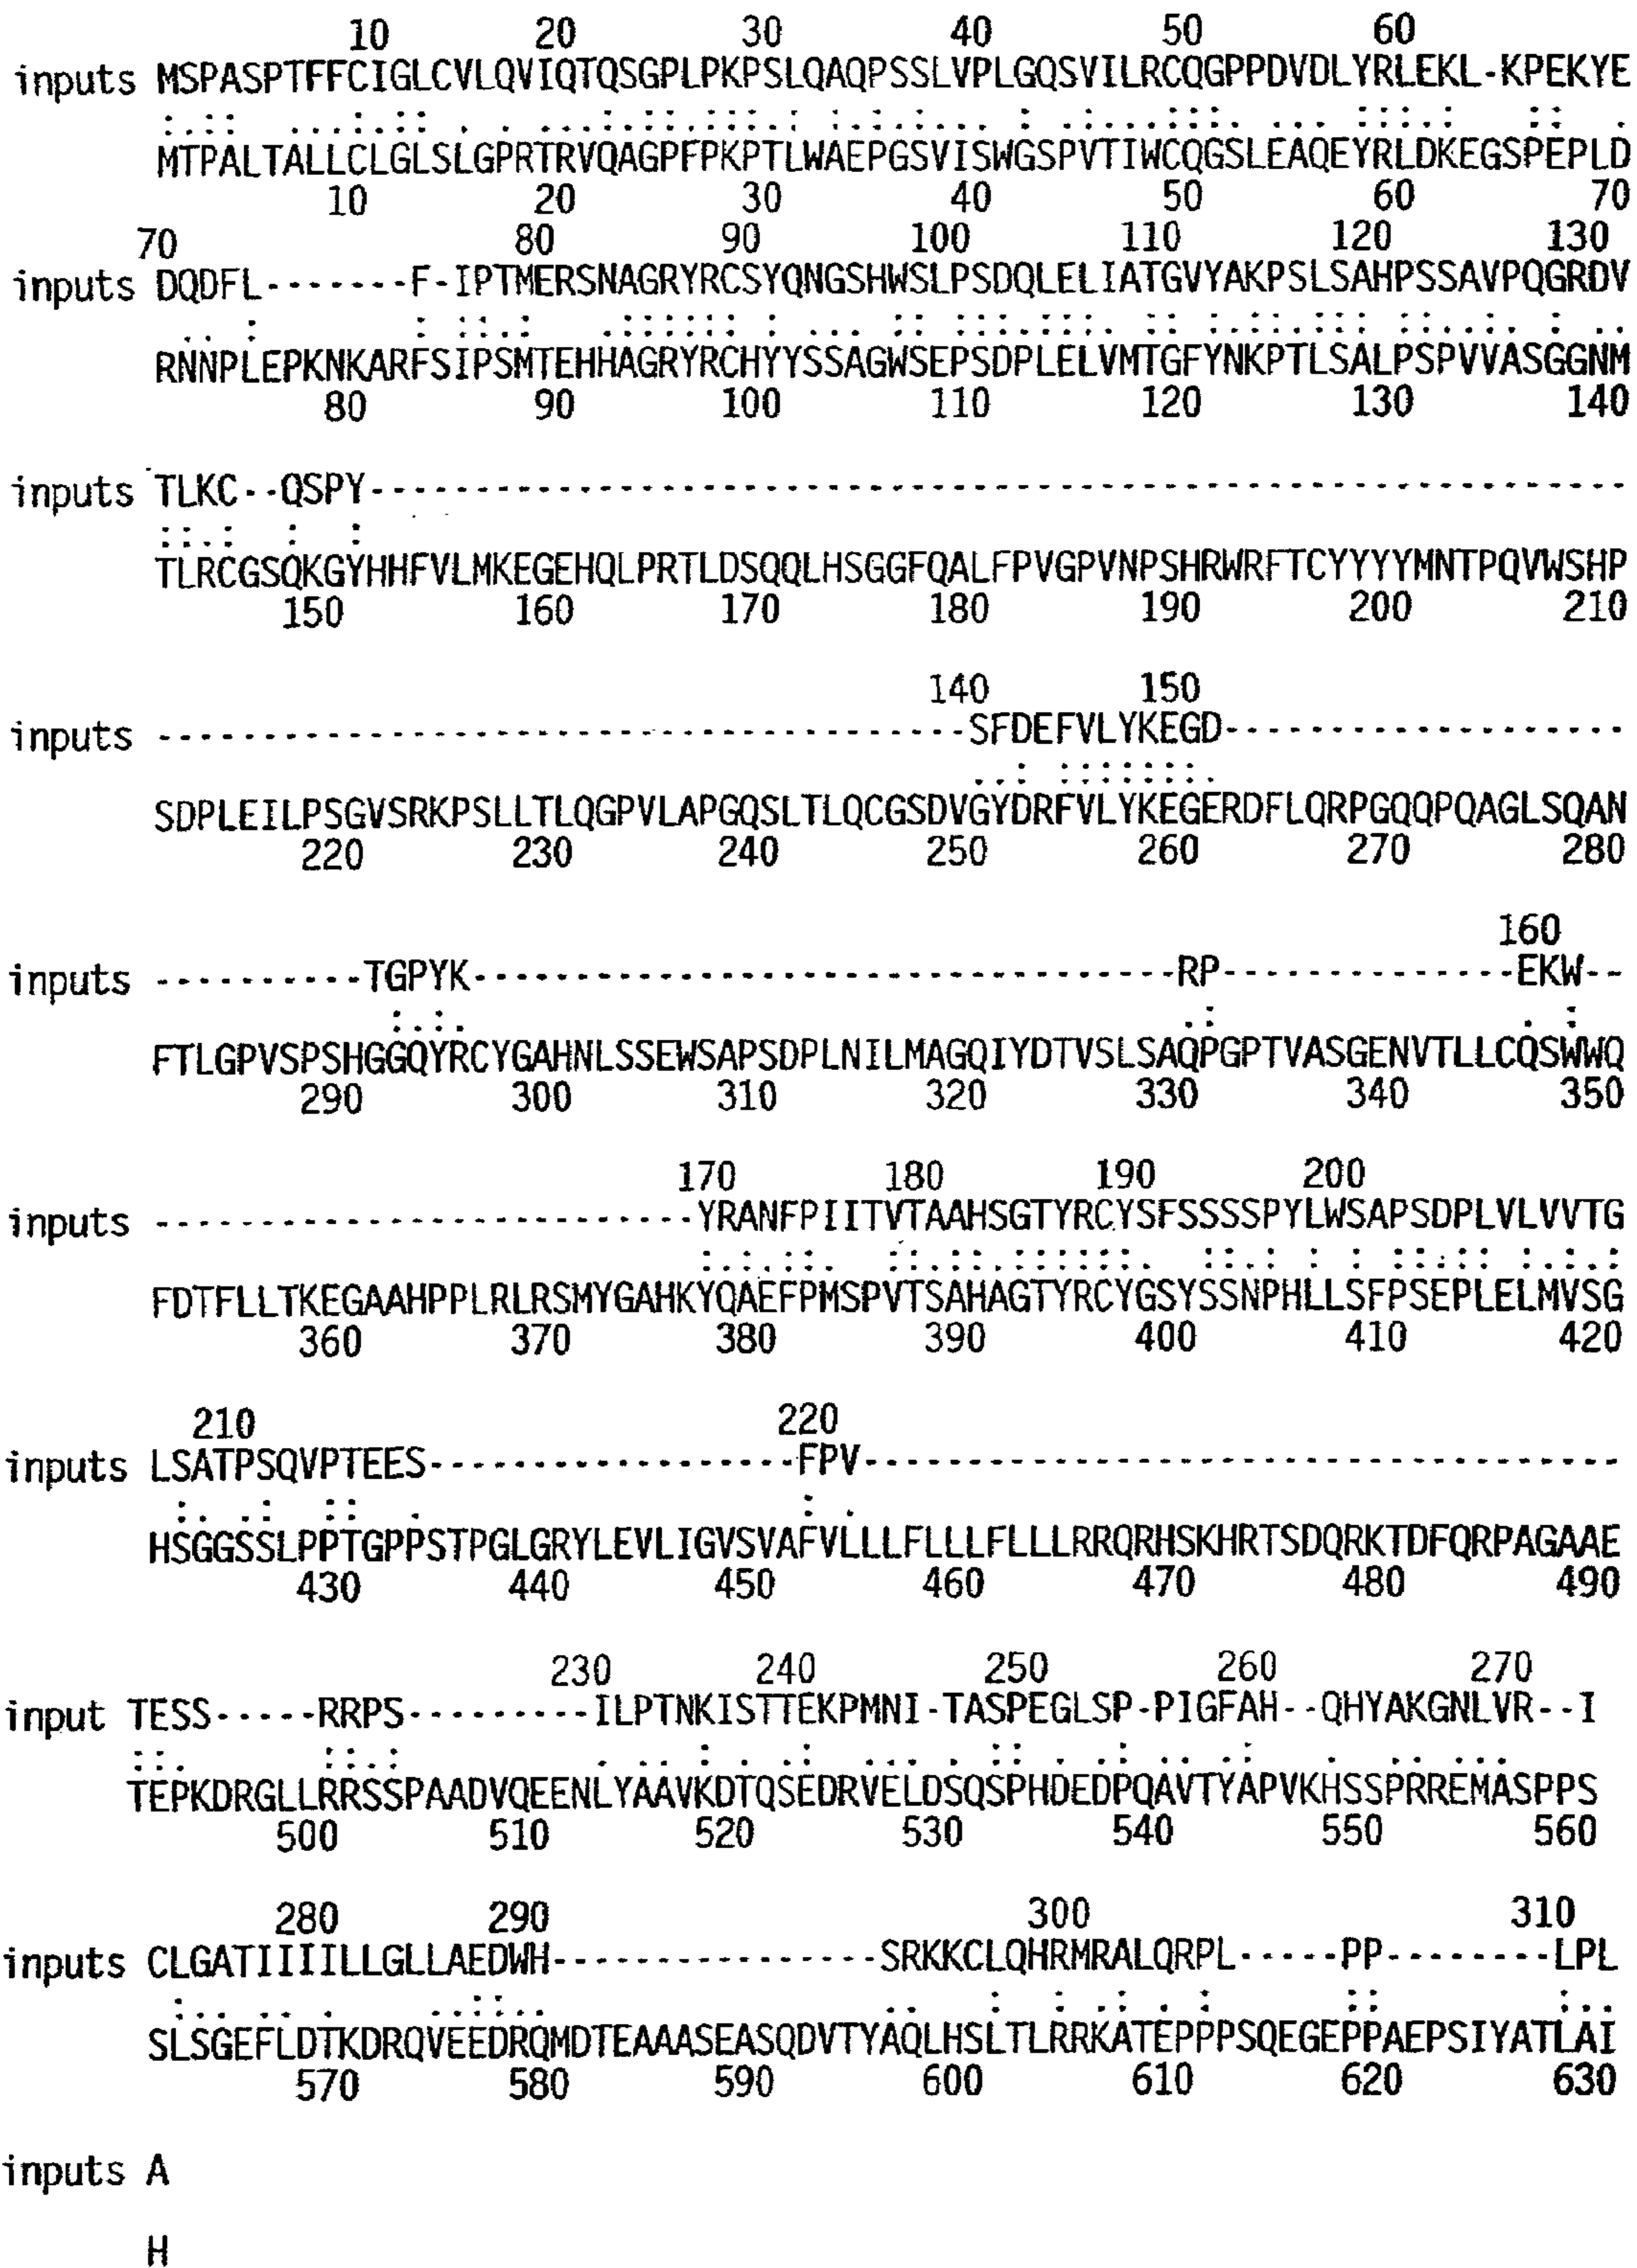 10 20 30 40 50 60
inputs MSPASPTFFCIGLCVLQVIQTQSGPLPKPSLQAQPSSLVPLGQSVILRCQGPPDVDLYRLEKL-KPEKYE
:.:: ...:.:: . . ...:.::.::::: :.:.:.. : :...:::. ... ::.: :: .
MTPALTALLCLGLSLGPRTRVQAGPFPKPTLWAEPGSVISWGSPVTIWCQGSLEAQEYRLDKEGSPEPLD
10 20 30 40 50 60 70
70 80 90 100 110 120 130
inputs DQDFL-------F-IPTMERSNAGRYRCSYQNGSHWSLPSDQLELIATGVYAKPSLSAHPSSAVPQGRDV
.. : : ::.: .:::::: : ... :: ::: :::. :: : ::.:::: ::...: : ..
RNNPLEPKNKARFSIPSMTEHHAGRYRCHYYSSAGWSEPSDPLELVMTGFYNKPTLSALPSPVVASGGNM
80 90 100 110 120 130 140
inputs TLKC--QSPY------------------------------------------------------------
::.: : :
TLRCGSQKGYHHFVLMKEGEHQLPRTLDSQQLHSGGFQALFPVGPVNPSHRWRFTCYYYYMNTPQVWSHP
150 160 170 180 190 200 210
140 150
inputs ---------------------------------------SFDEFVLYKEGD-------------------
..: :::::::.
SDPLEILPSGVSRKPSLLTLQGPVLAPGQSLTLQCGSDVGYDRFVLYKEGERDFLQRPGQQPQAGLSQAN
220 230 240 250 260 270 280
160
inputs ----------TGPYK----------------------------------RP--------------EKW--
:.:. .: . :
FTLGPVSPSHGGQYRCYGAHNLSSEWSAPSDPLNILMAGQIYDTVSLSAQPGPTVASGENVTLLCQSWWQ
290 300 310 320 330 340 350
170 180 190 200
inputs --------------------------YRANFPIITVTAAHSGTYRCYSFSSSSPYLWSAPSDPLVLVVTG
:.:.::. ::.::.::::::. ::.: : : ::.:: :.:.:
FDTFLLTKEGAAHPPLRLRSMYGAHKYQAEFPMSPVTSAHAGTYRCYGSYSSNPHLLSFPSEPLELMVSG
360 370 380 390 400 410 420
210 220
inputs LSATPSQVPTEES------------------FPV------------------------------------
:. .: :: . : .
HSGGSSLPPTGPPSTPGLGRYLEVLIGVSVAFVLLLFLLLFLLLRRQRHSKHRTSDQRKTDFQRPAGAAE
430 440 450 460 470 480 490
230 240 250 260 270
input TESS-----RRPS---------ILPTNKISTTEKPMNI-TASPEGLSP-PIGFAH--QHYAKGNLVR--I
::. ::.: . .. : . : ... . :: . : .. .: . .. ...
TEPKDRGLLRRSSPAADVQEENLYAAVKDTQSEDRVELDSQSPHDEDPQAVTYAPVKHSSPRREMASPPS
500 510 520 530 540 550 560
280 290 300 310
inputs CLGATIIIILLGLLAEDWH---------------SRKKCLQHRMRALQRPL-----PP--------LPL
:.. .. . ..::.. .. : : .: . : :: :..
SLSGEFLDTKDRQVEEDRQMDTEAAASEASQDVTYAQLHSLTLRRKATEPPPSQEGEPPAEPSIYATLAI
570 580 590 600 610 620 630
inputs A
H